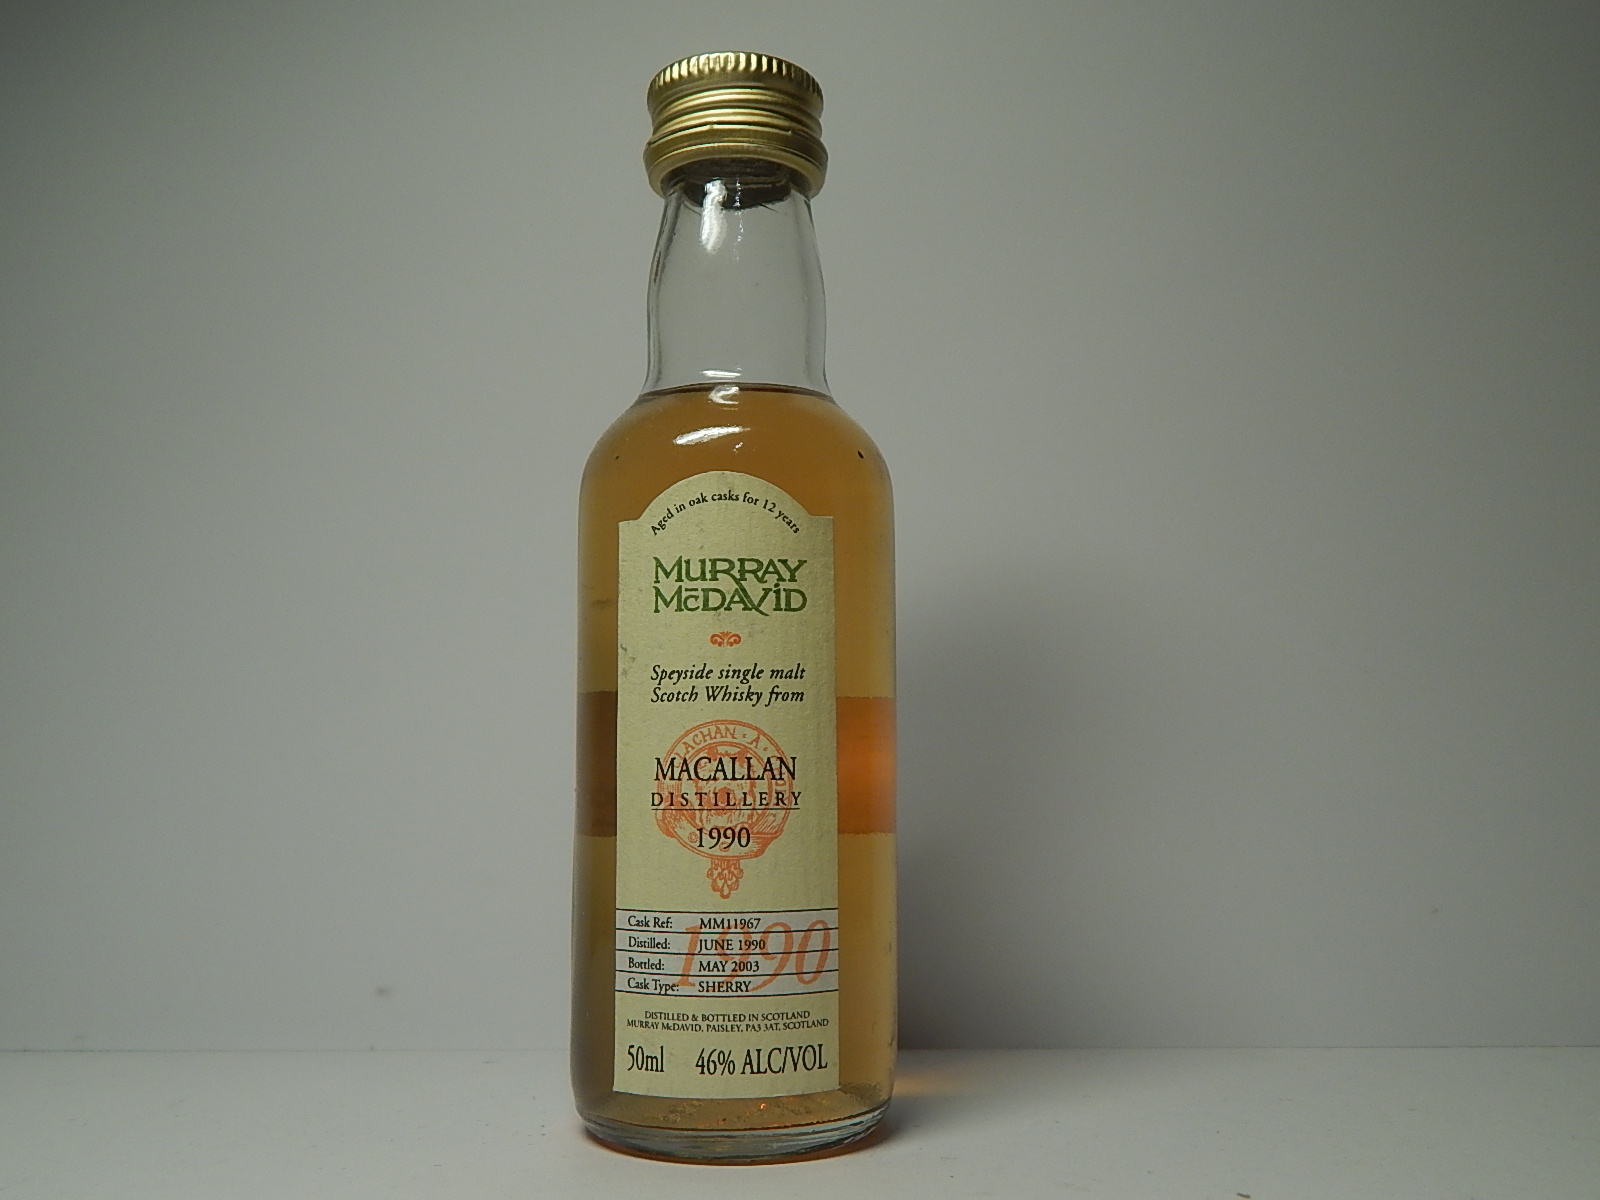 Aged in oak casks for 12 years
MURRAY
McDAVID
Speyside single malt
Scotch Whisky from
LACHAN · A ·
MACALLAN
DISTILLERY
1990
1990
Cask Ref: MM11967
Distilled: JUNE 1990
Bottled: MAY 2003
Cask Type: SHERRY
DISTILLED & BOTTLED IN SCOTLAND
MURRAY McDAVID, PAISLEY, PA3 3AT, SCOTLAND
50ml 46% ALC/VOL